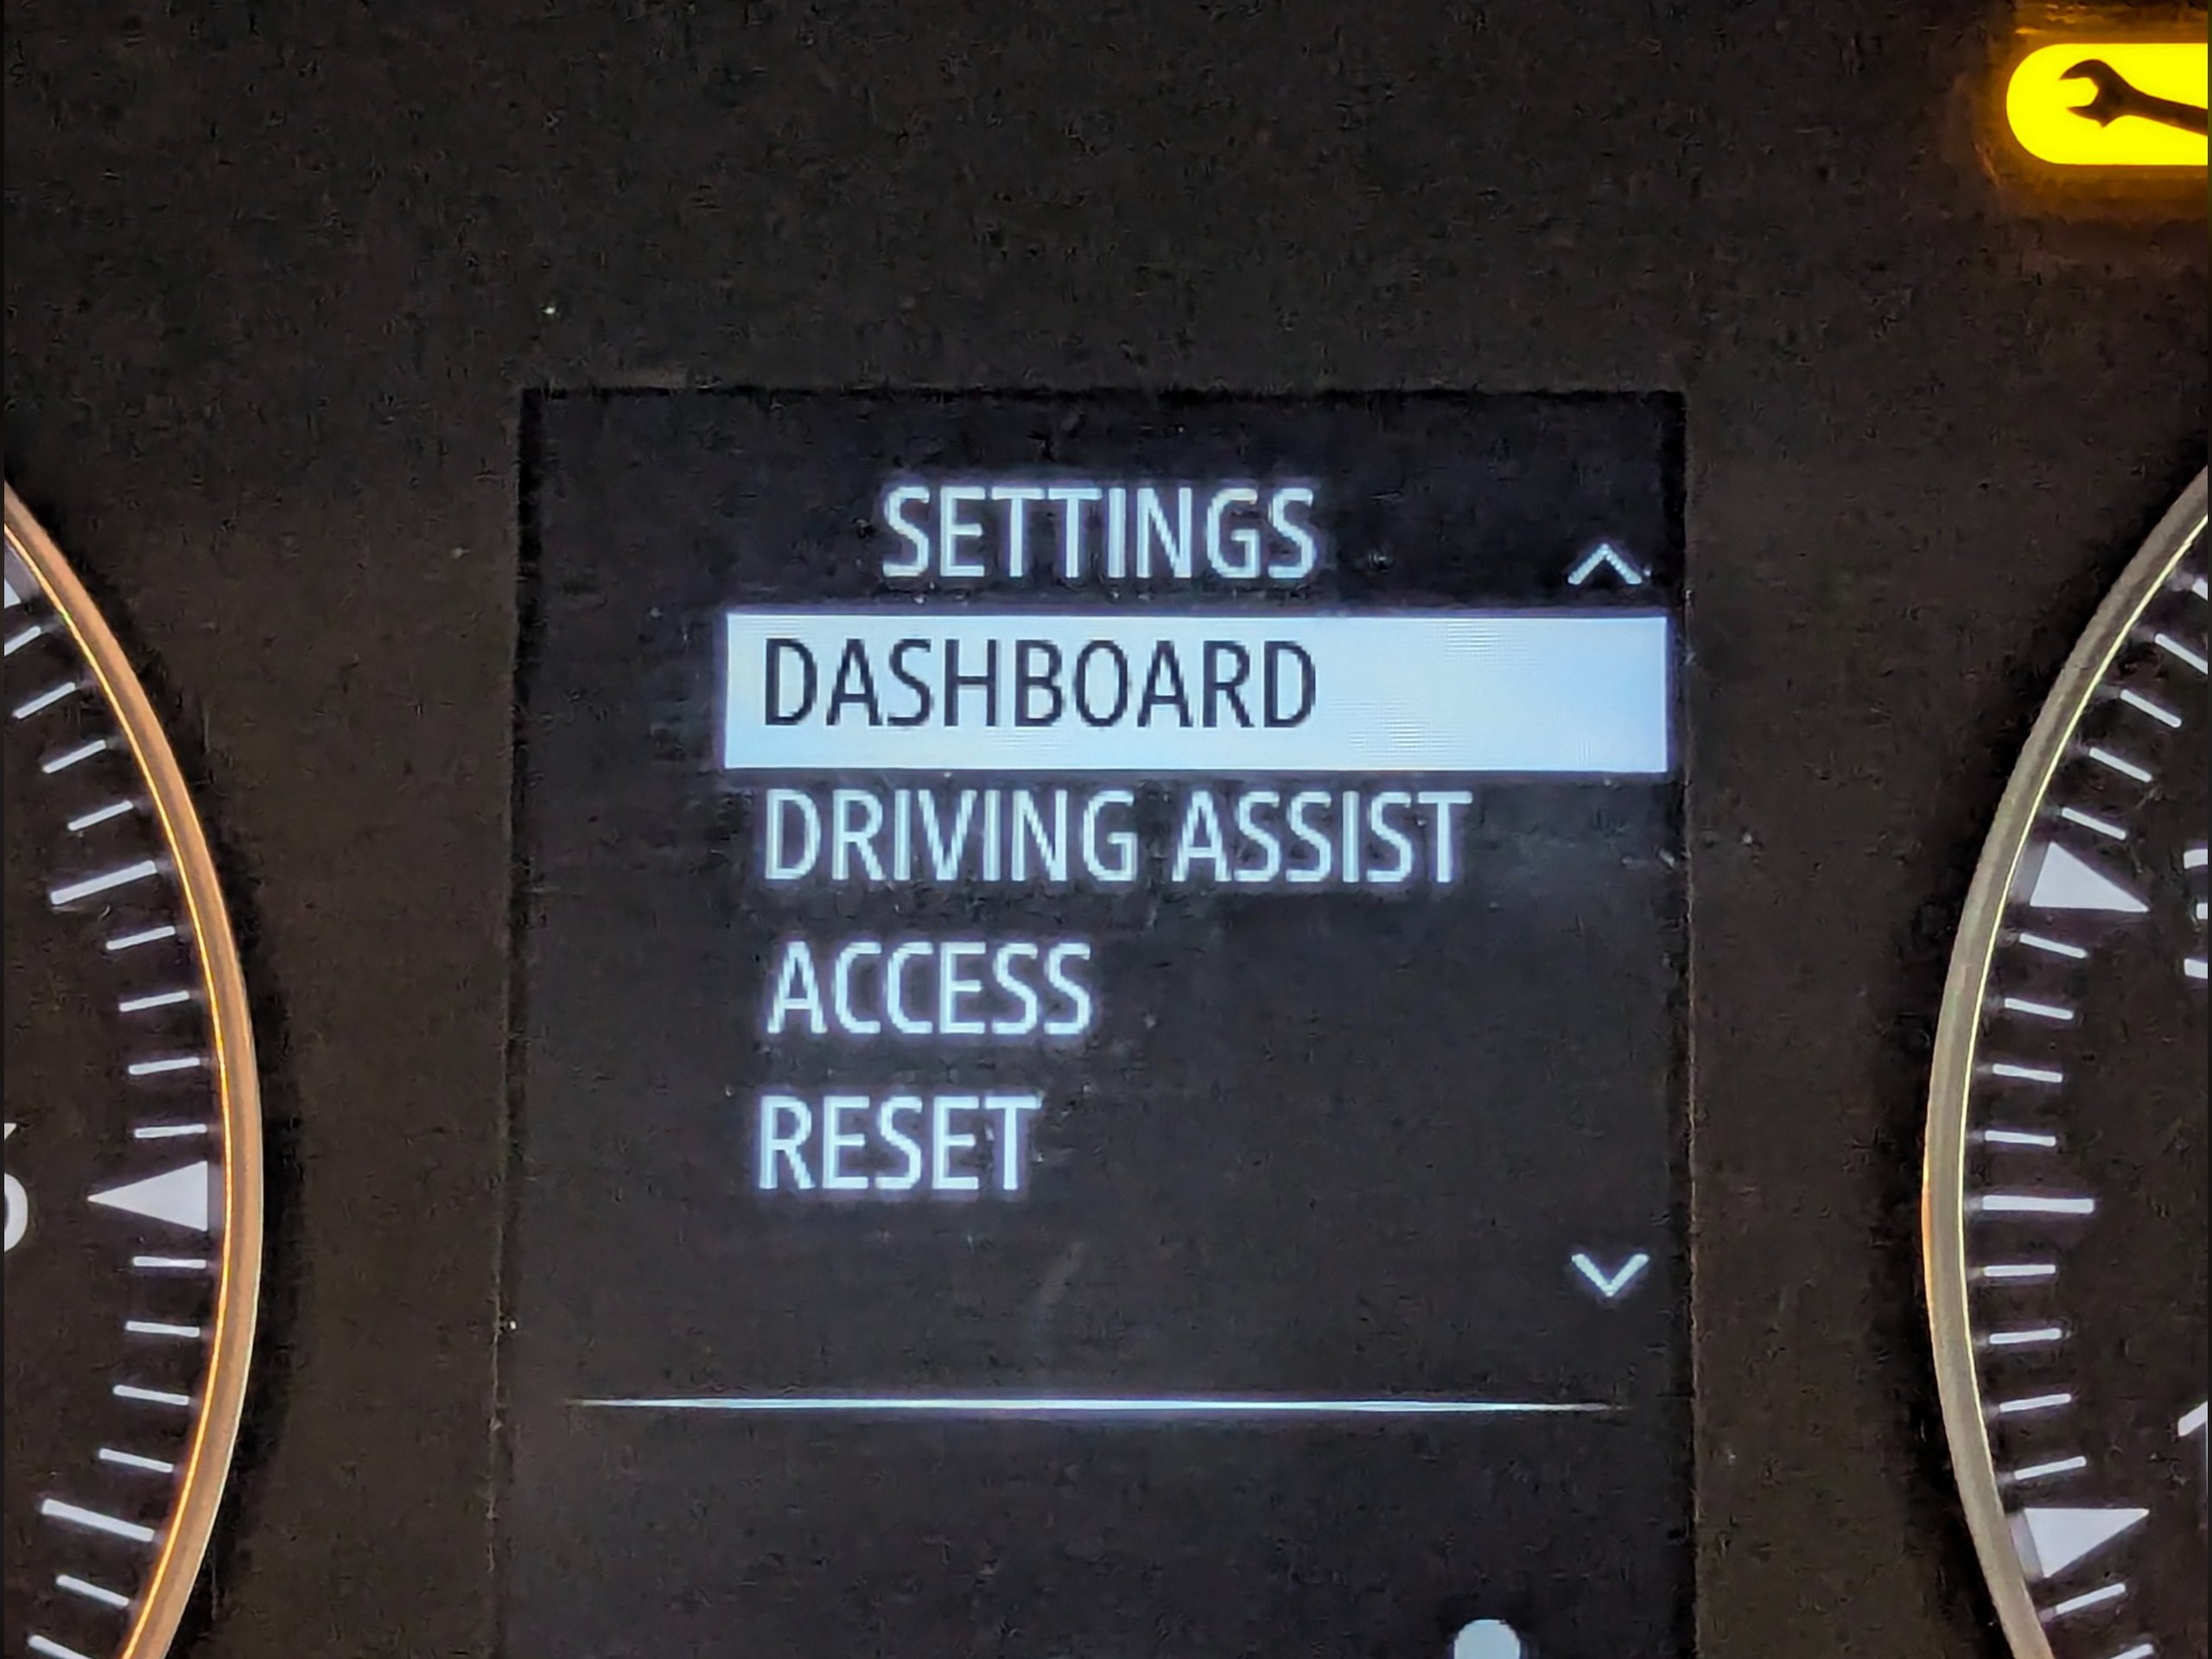 SETTINGS
DASHBOARD
DRIVING ASSIST
ACCESS
RESET